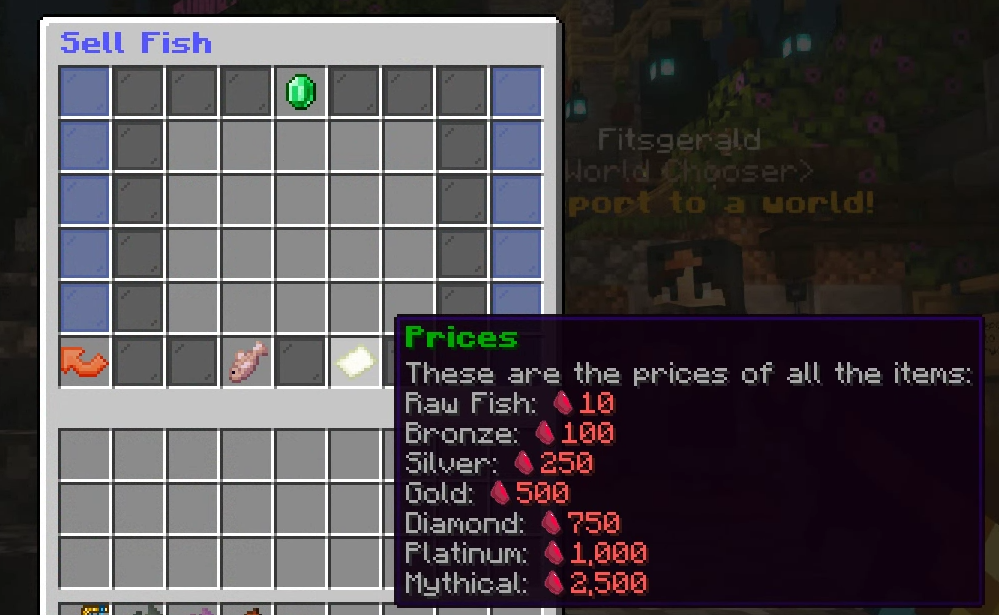 Sell Fish
Fitsgerald
World Chooser>
port to a world!
Prices
These are the prices of all the items:
Raw Fish: 10
Bronze: 100
Silver: 250
Gold: 500
Diamond: 750
Platinum: 1,000
Mythical: 2,500